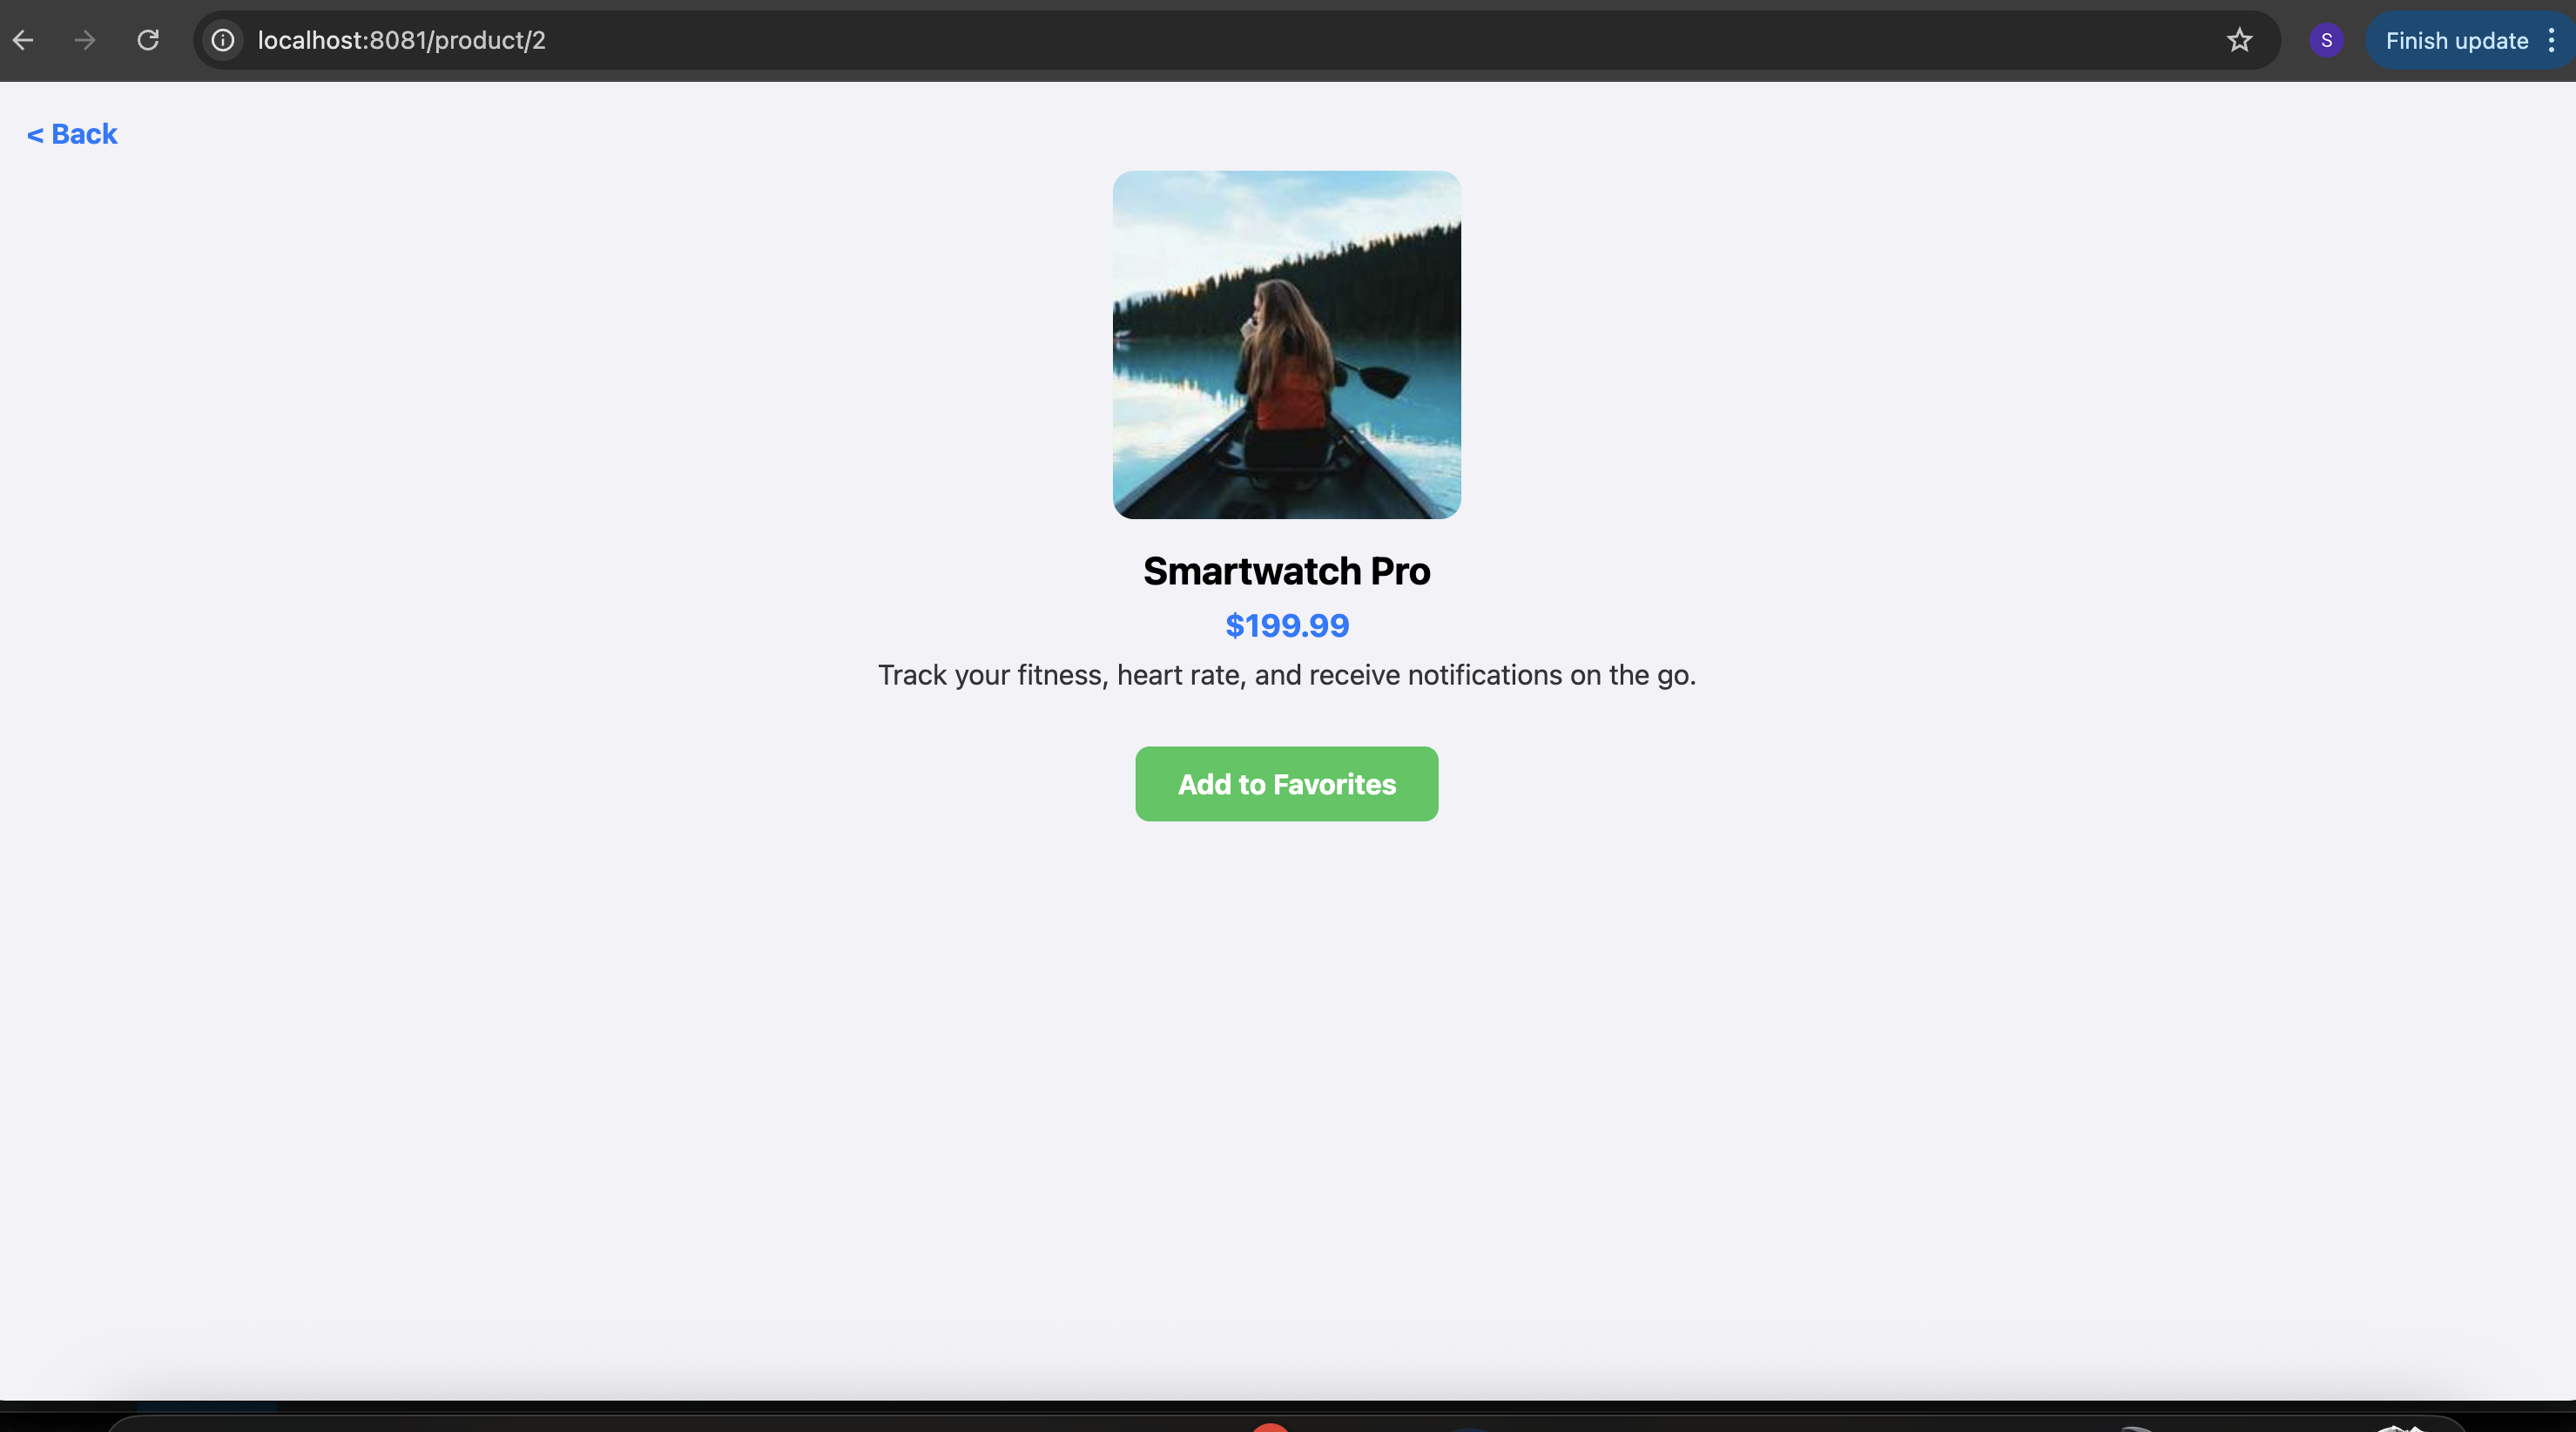 localhost:8081/product/2
S
Finish update
< Back
Smartwatch Pro
$199.99
Track your fitness, heart rate, and receive notifications on the go.
Add to Favorites